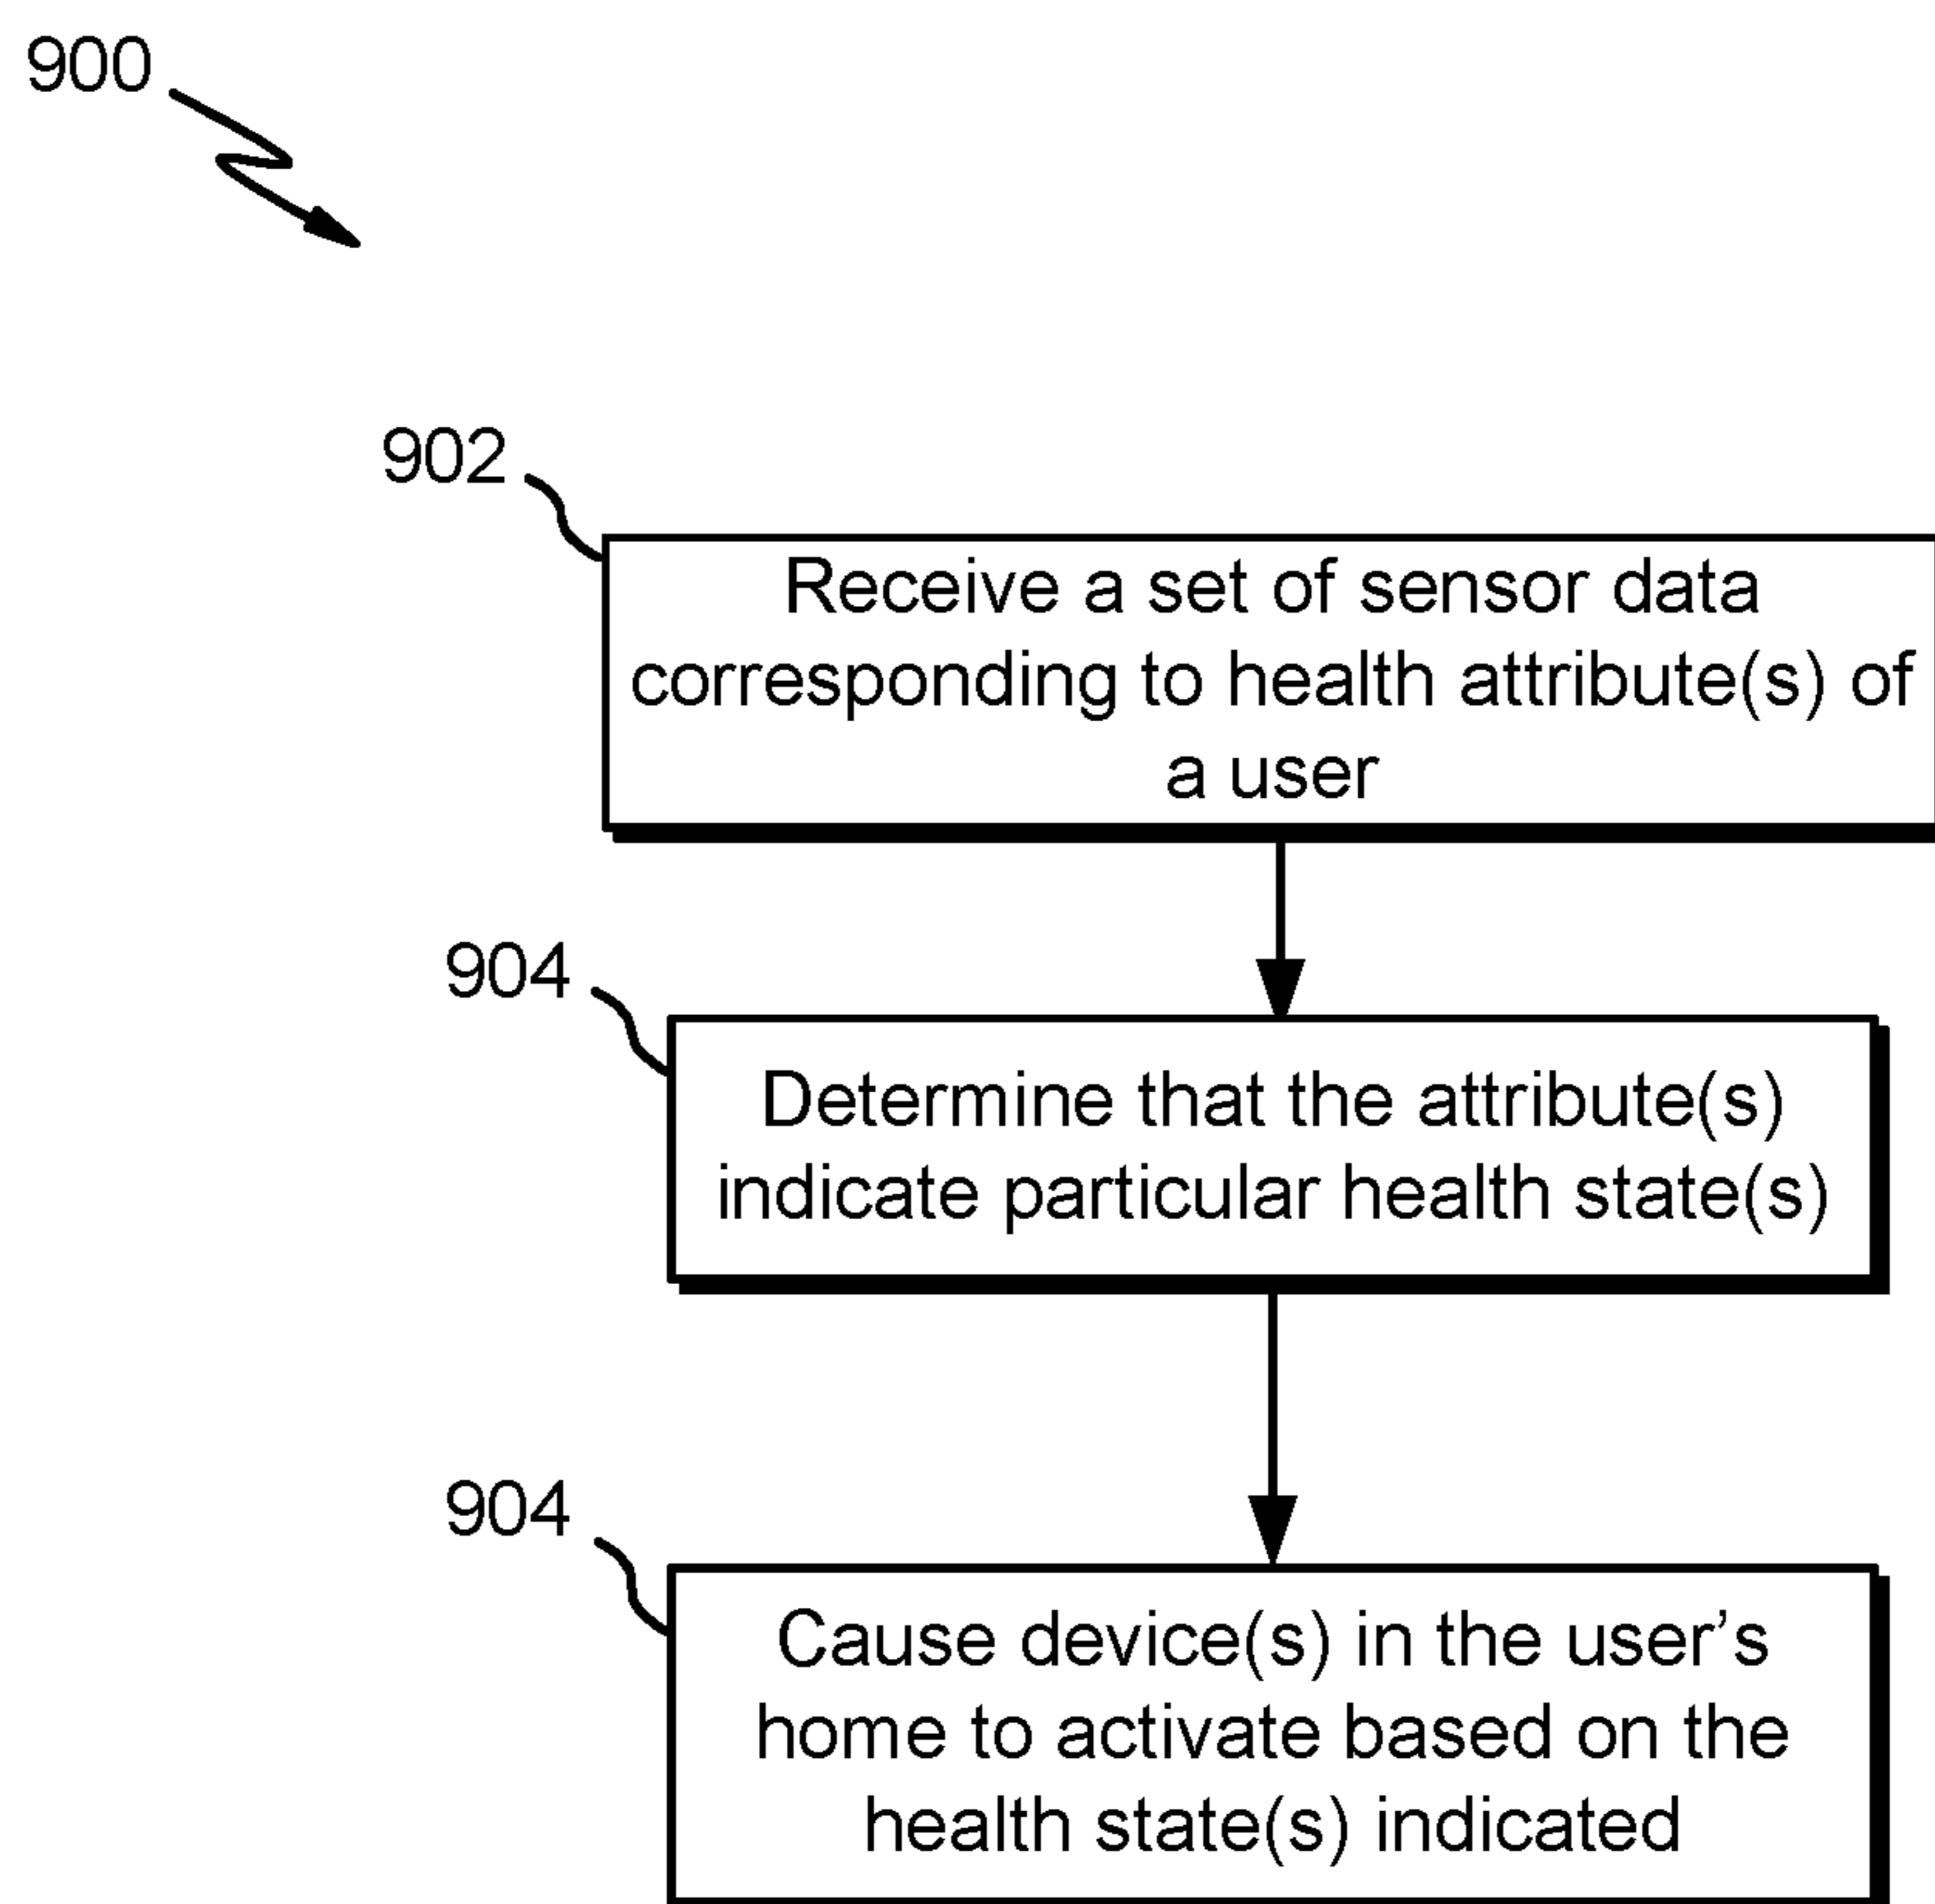 900
902
Receive a set of sensor data
corresponding to health attribute(s) of
a user
904
Determine that the attribute(s)
indicate particular health state(s)
904
Cause device(s) in the user’s
home to activate based on the
health state(s) indicated